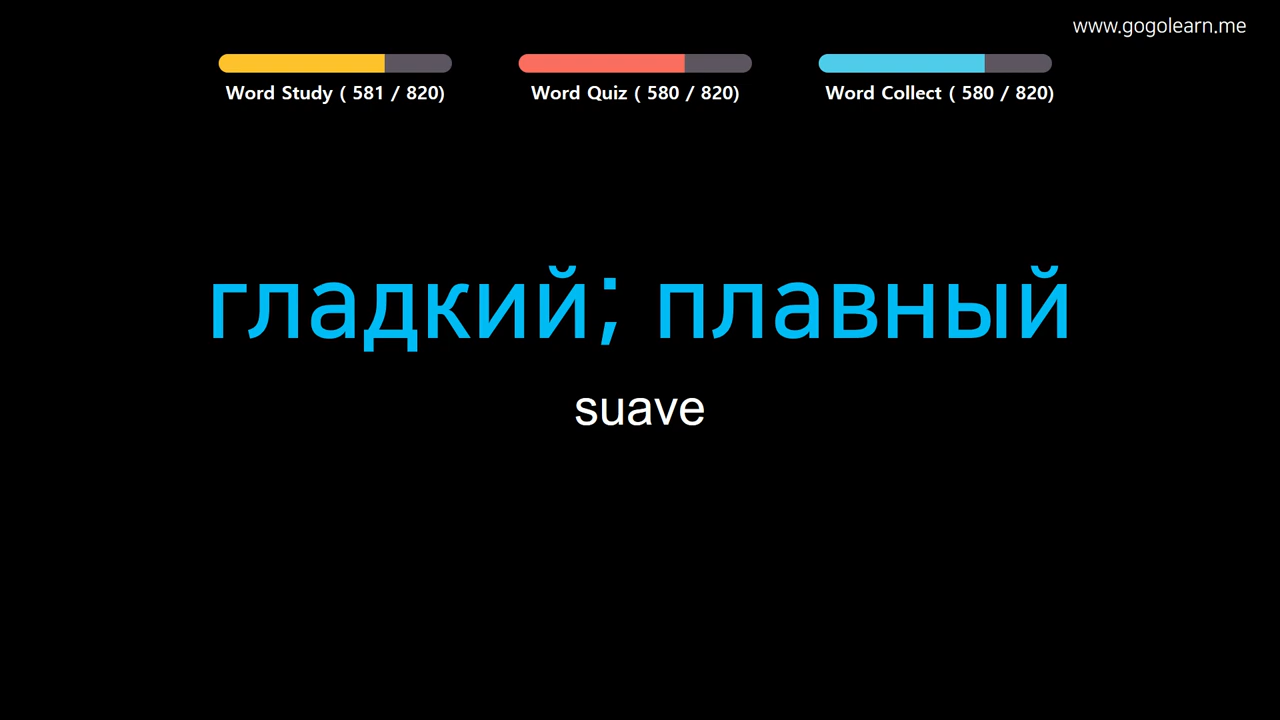 www.gogolearn.me
Word Study ( 581 / 820)
Word Quiz ( 580 / 820)
Word Collect ( 580 / 820)
гладкий; плавный
suave